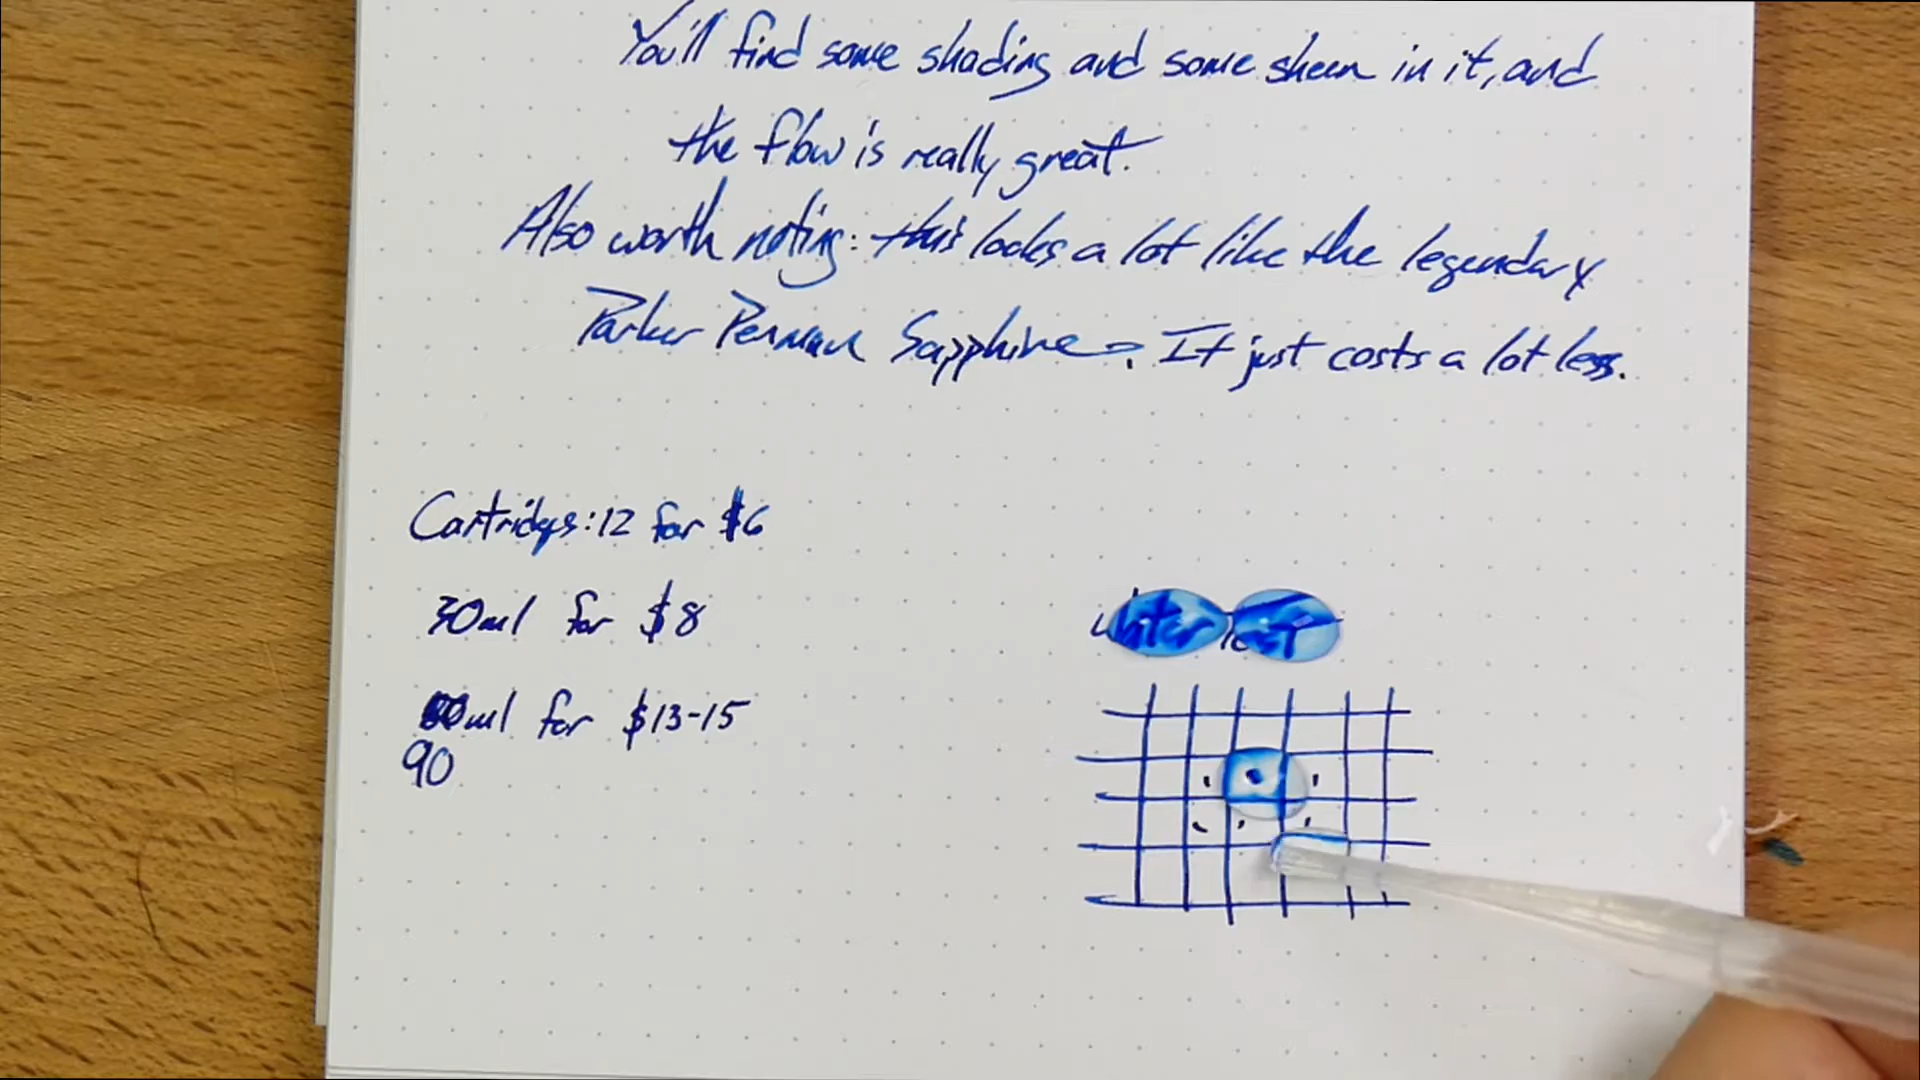 You'll find some shading and some sheen in it, and
the flow is really great.
Also worth noting: this looks a lot like the legendary
Parker Penman Sapphire. It just costs a lot less.
Cartridges: 12 for $6
30ml for $8
ml for $13-15
90
Water Test